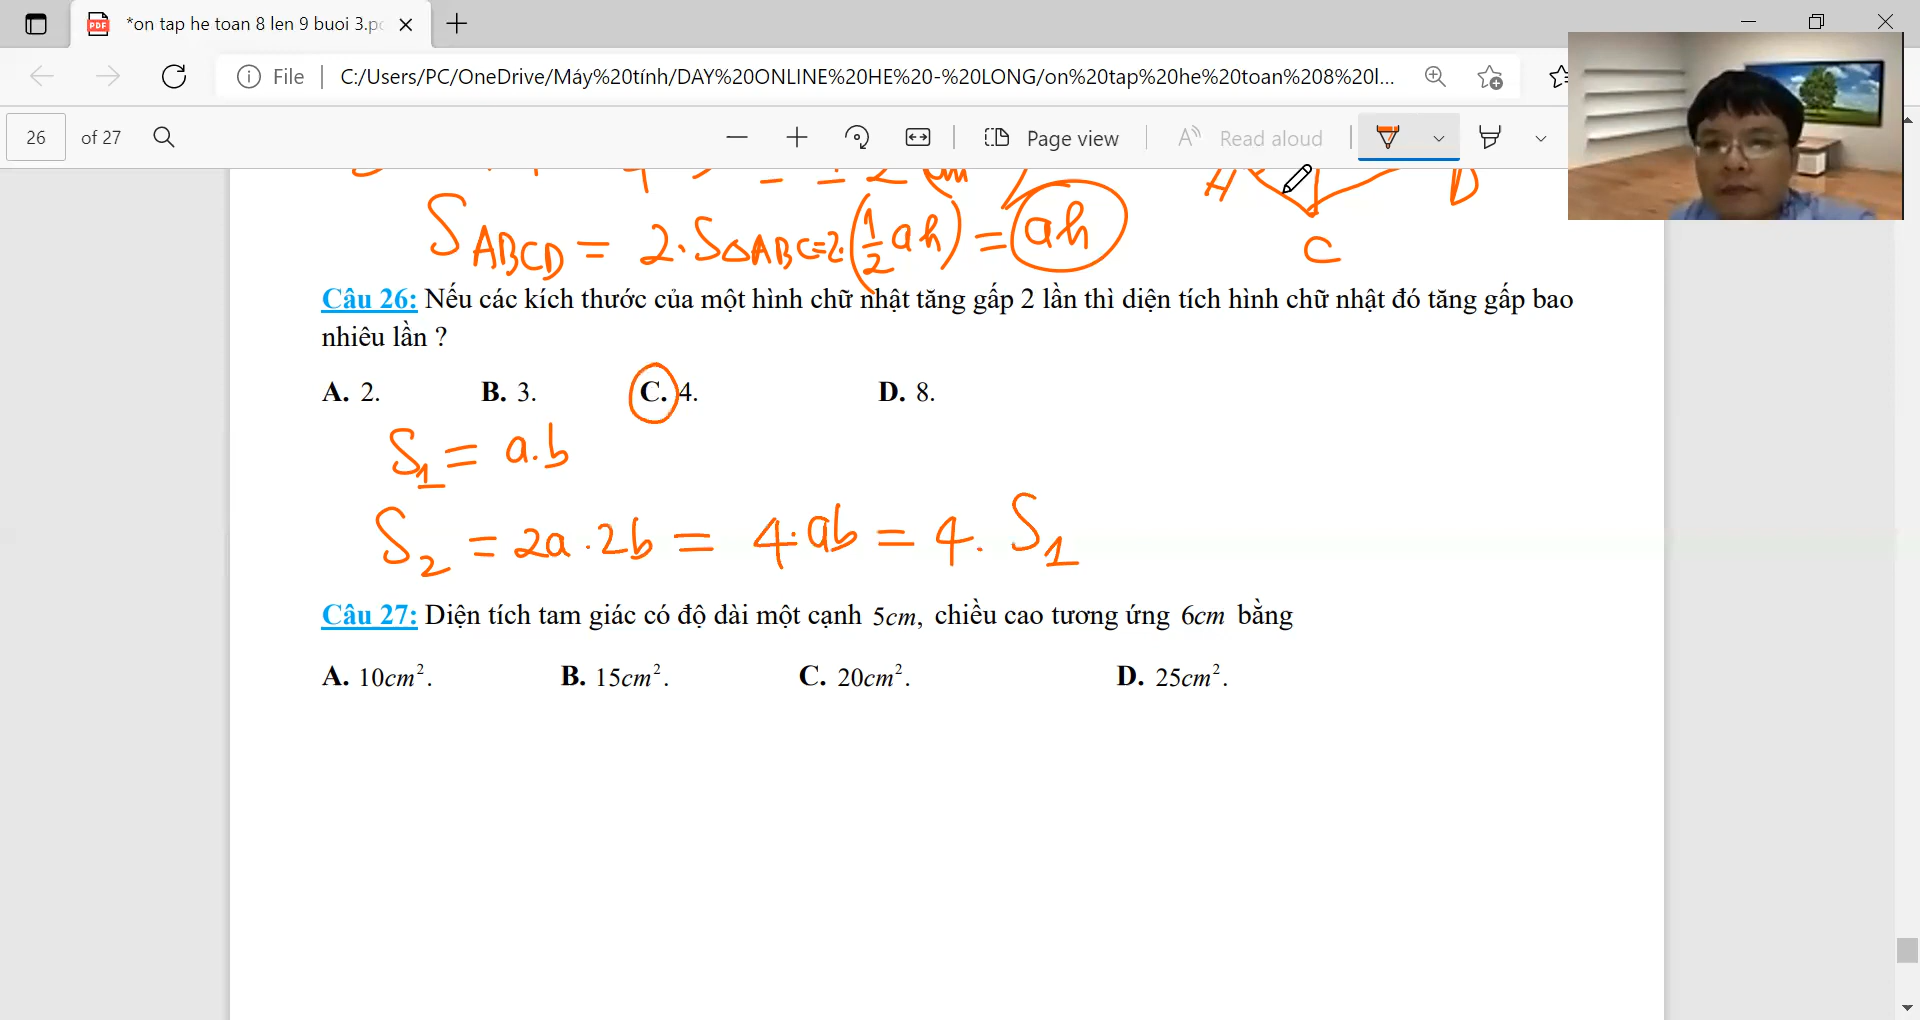 *on tap he toan 8 len 9 buoi 3.p
File C:/Users/PC/OneDrive/Máy%20tính/DAY%20ONLINE%20HE%20-%20LONG/on%20tap%20he%20toan%208%20l...
26 of 27 Page view Read aloud
A D
S ABCD = 2.S△ABC=2.(1/2 ah) = ah
C
Câu 26: Nếu các kích thước của một hình chữ nhật tăng gấp 2 lần thì diện tích hình chữ nhật đó tăng gấp bao
nhiêu lần ?
A. 2. B. 3. C. 4. D. 8.
S₁ = a.b
S₂ = 2a.2b = 4.ab = 4. S₁
Câu 27: Diện tích tam giác có độ dài một cạnh 5cm, chiều cao tương ứng 6cm bằng
A. 10cm². B. 15cm². C. 20cm². D. 25cm².